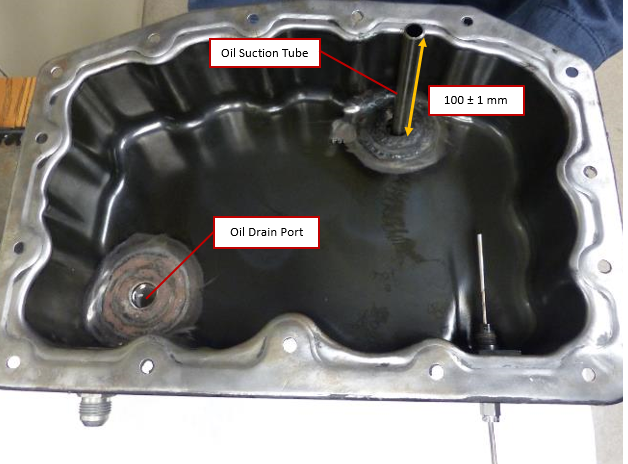 Oil Suction Tube
100 ± 1 mm
Oil Drain Port